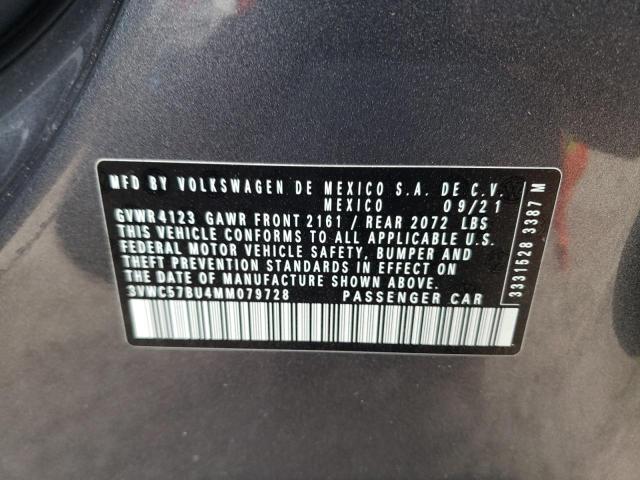 MFD BY VOLKSWAGEN DE MEXICO S.A. DE C.V.
MEXICO 09/21
GVWR4123 GAWR FRONT 2161 / REAR 2072 LBS
THIS VEHICLE CONFORMS TO ALL APPLICABLE U.S.
FEDERAL MOTOR VEHICLE SAFETY, BUMPER AND
THEFT PREVENTION STANDARDS IN EFFECT ON
THE DATE OF MANUFACTURE SHOWN ABOVE.
3VWC57BU4MM079728 PASSENGER CAR
3331528 3387 M